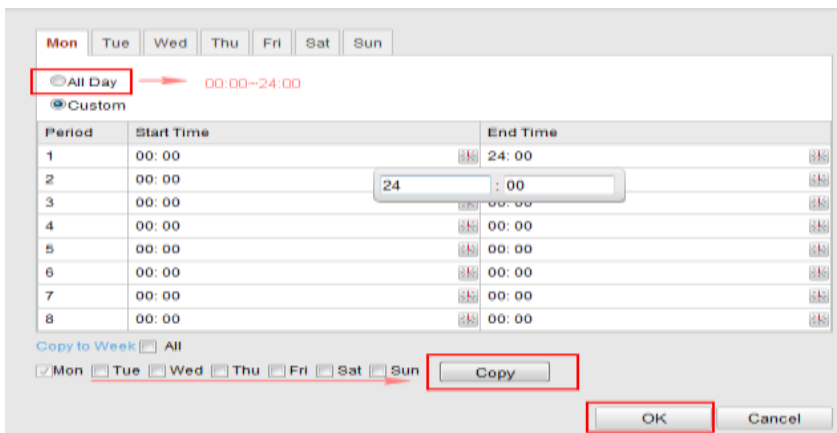 Mon Tue Wed Thu Fri Sat Sun
All Day 00:00--24:00
Custom
Period Start Time End Time
1 00: 00 24: 00
2 00: 00
24 : 00
3 00: 00 00: 00
4 00: 00 00: 00
5 00: 00 00: 00
6 00: 00 00: 00
7 00: 00 00: 00
8 00: 00 00: 00
Copy to Week All
Mon Tue Wed Thu Fri Sat Sun Copy
OK Cancel